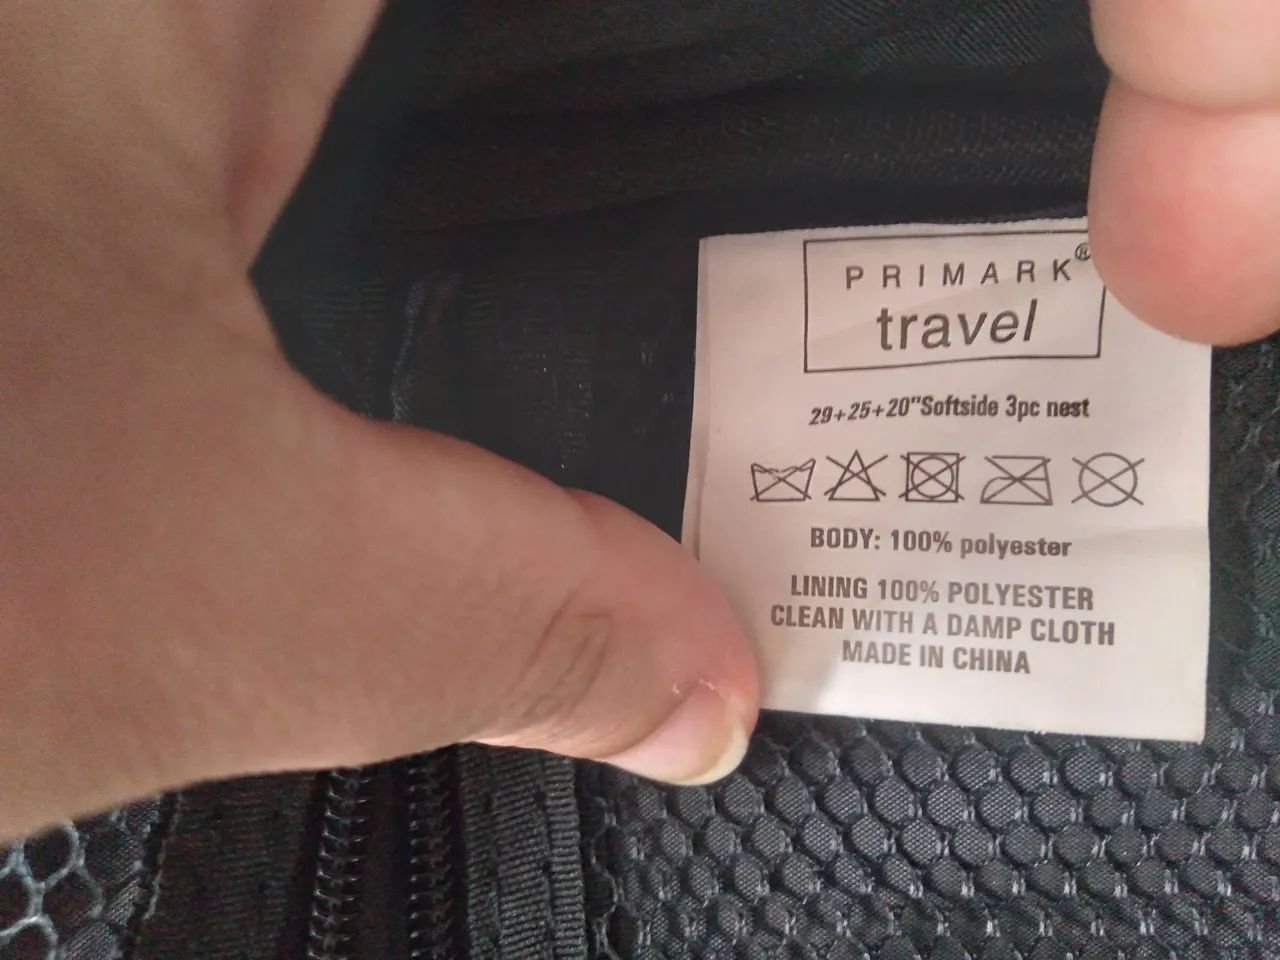 PRIMARK®
travel
29+25+20"Softside 3pc nest
BODY: 100% polyester
LINING 100% POLYESTER
CLEAN WITH A DAMP CLOTH
MADE IN CHINA